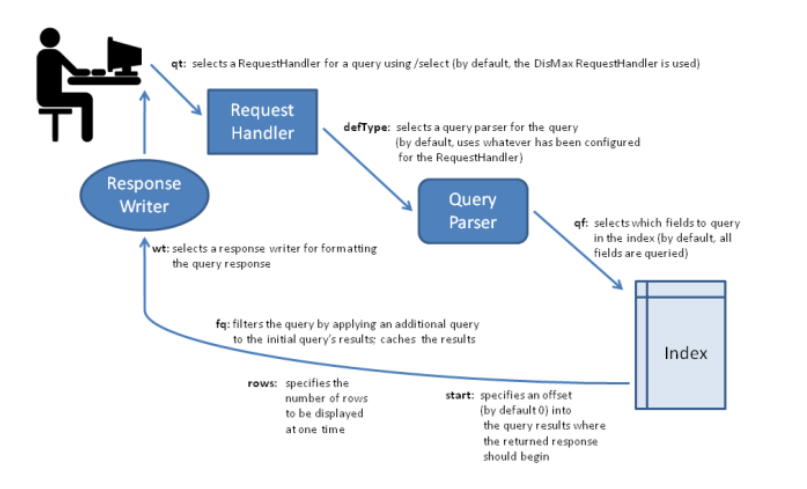 qt: selects a RequestHandler for a query using /select (by default, the DisMax RequestHandler is used)
Request
Handler
defType: selects a query parser for the query
(by default, uses whatever has been configured
for the RequestHandler)
Response
Writer
Query
Parser
qf: selects which fields to query
in the index (by default, all
fields are queried)
wt: selects a response writer for formatting
the query response
fq: filters the query by applying an additional query
to the initial query's results; caches the results
Index
rows: specifies the
number of rows
to be displayed
at one time
start: specifies an offset
(by default 0) into
the query results where
the returned response
should begin